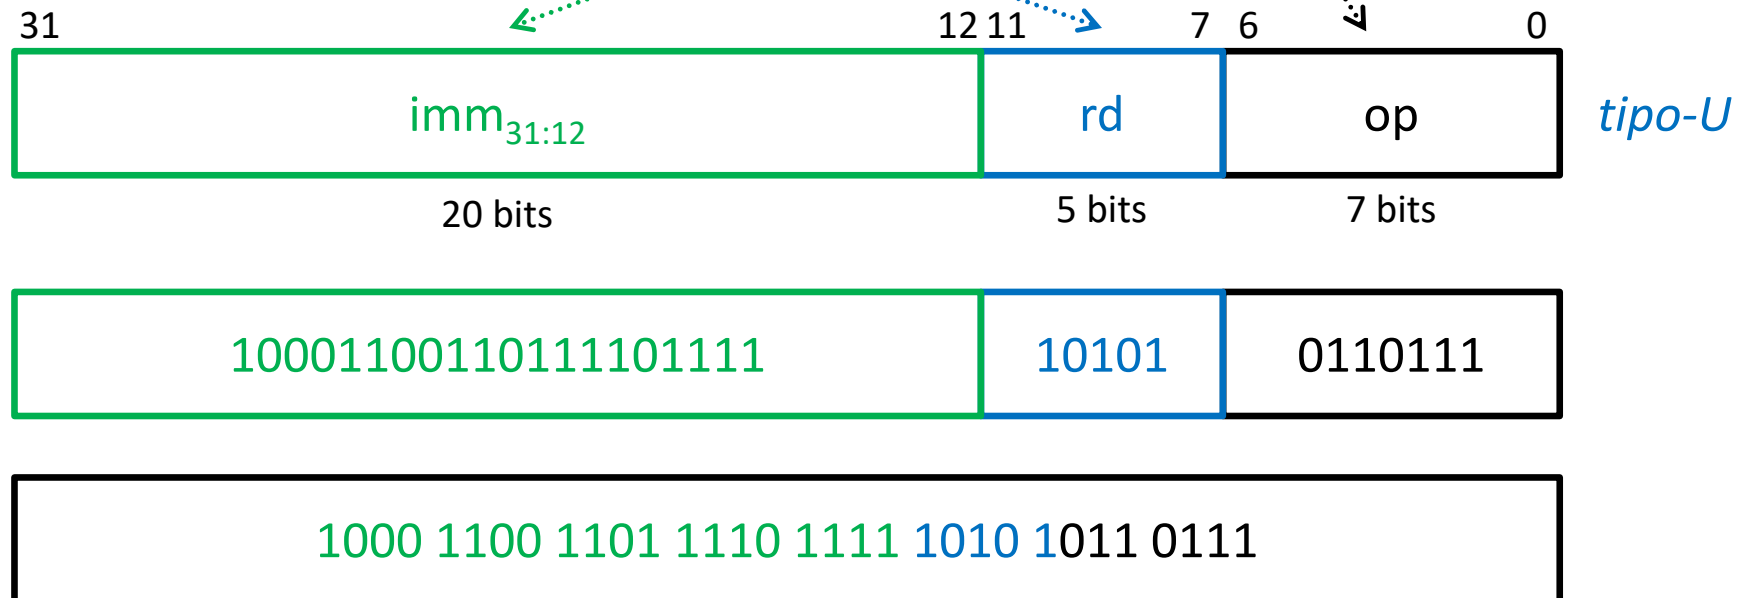 31 12 11 7 6 0
imm31:12 rd op tipo-U
20 bits 5 bits 7 bits
10001100110111101111 10101 0110111
1000 1100 1101 1110 1111 1010 1011 0111